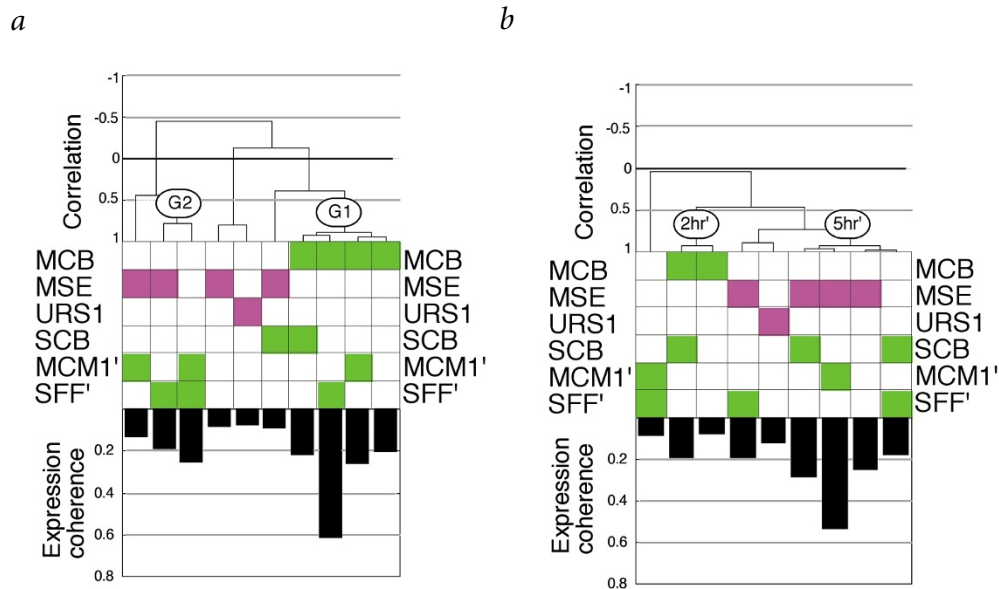 a
b
Correlation
-1
-0.5
0
0.5
1
G2
G1
MCB
MSE
URS1
SCB
MCM1'
SFF'
MCB
MSE
URS1
SCB
MCM1'
SFF'
Expression
coherence
0.2
0.4
0.6
0.8
Correlation
-1
-0.5
0
0.5
1
2hr'
5hr'
MCB
MSE
URS1
SCB
MCM1'
SFF'
MCB
MSE
URS1
SCB
MCM1'
SFF'
Expression
coherence
0.2
0.4
0.6
0.8